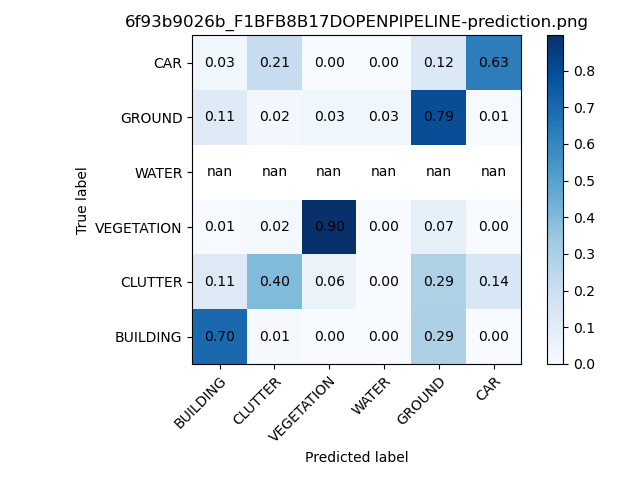 6f93b9026b_F1BFB8B17DOPENPIPELINE-prediction.png
CAR 0.03 0.21 0.00 0.00 0.12 0.63
GROUND 0.11 0.02 0.03 0.03 0.79 0.01
WATER nan nan nan nan nan nan
VEGETATION 0.01 0.02 0.90 0.00 0.07 0.00
CLUTTER 0.11 0.40 0.06 0.00 0.29 0.14
BUILDING 0.70 0.01 0.00 0.00 0.29 0.00
True label
BUILDING CLUTTER VEGETATION WATER GROUND CAR
Predicted label
0.8
0.7
0.6
0.5
0.4
0.3
0.2
0.1
0.0